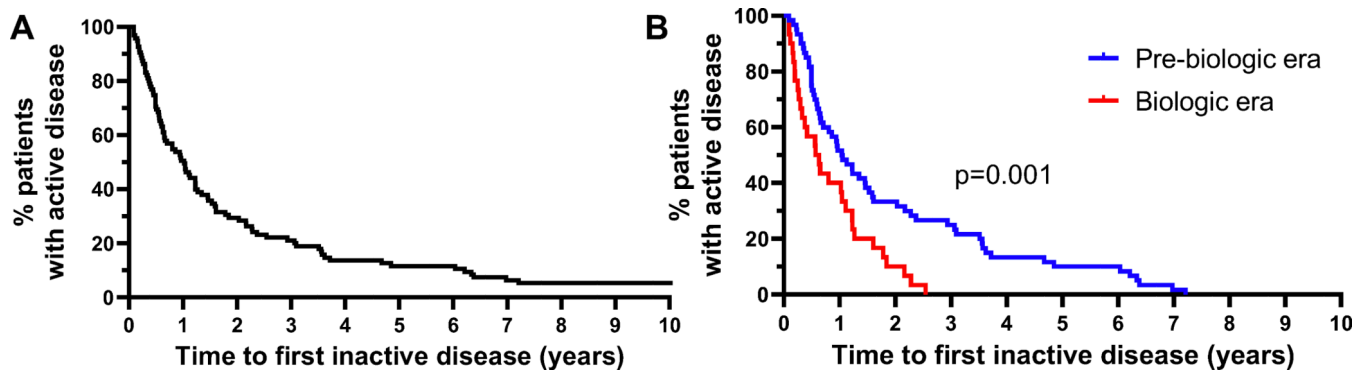 A
% patients
with active disease
100
80
60
40
20
0
0 1 2 3 4 5 6 7 8 9 10
Time to first inactive disease (years)
B
% patients
with active disease
100
80
60
40
20
0
0 1 2 3 4 5 6 7 8 9 10
Time to first inactive disease (years)
Pre-biologic era
Biologic era
p=0.001